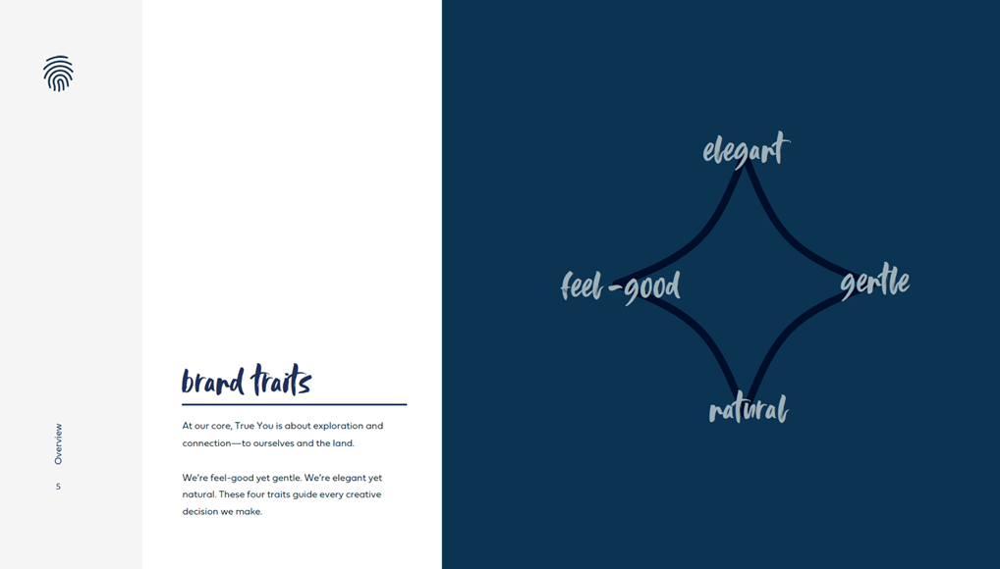 Overview
5
brand traits
At our core, True You is about exploration and
connection—to ourselves and the land.
We're feel-good yet gentle. We're elegant yet
natural. These four traits guide every creative
decision we make.
elegant
feel-good
gentle
natural